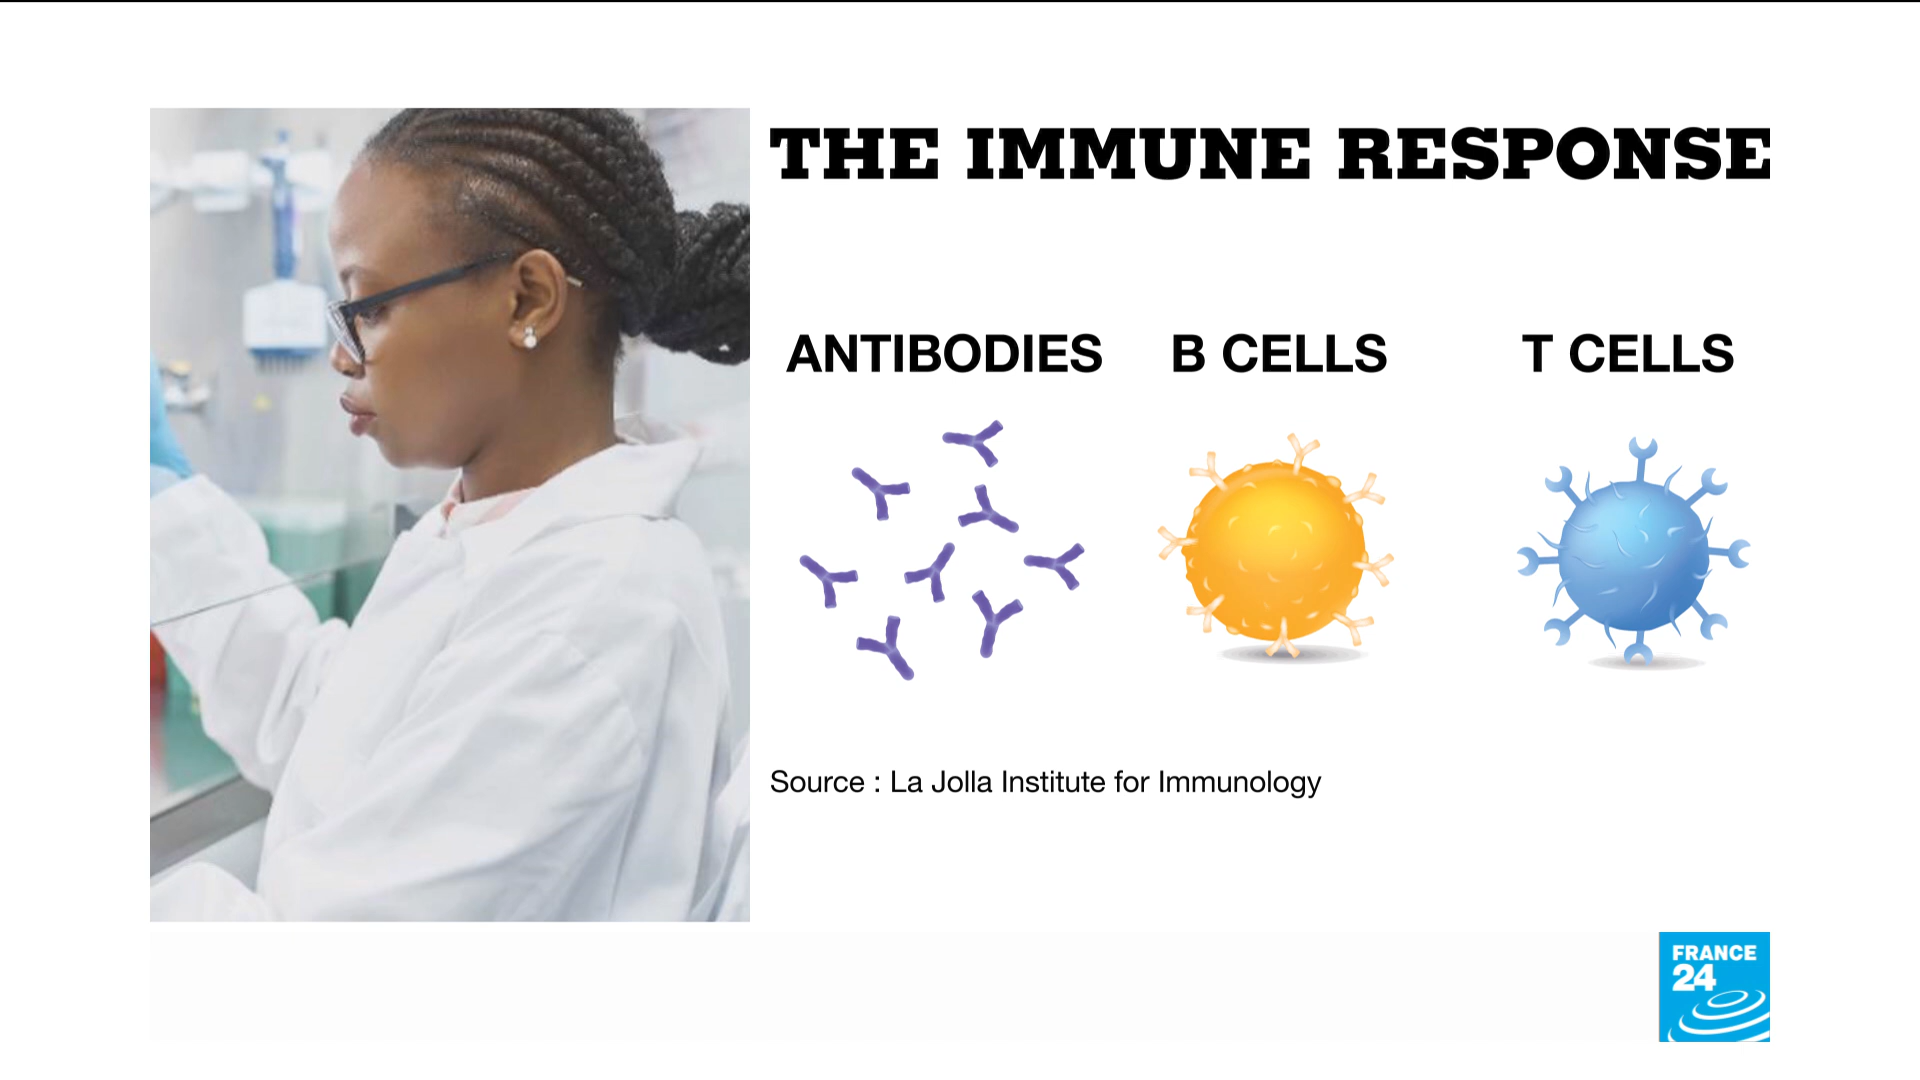 THE IMMUNE RESPONSE
ANTIBODIES
B CELLS
T CELLS
Source : La Jolla Institute for Immunology
FRANCE
24